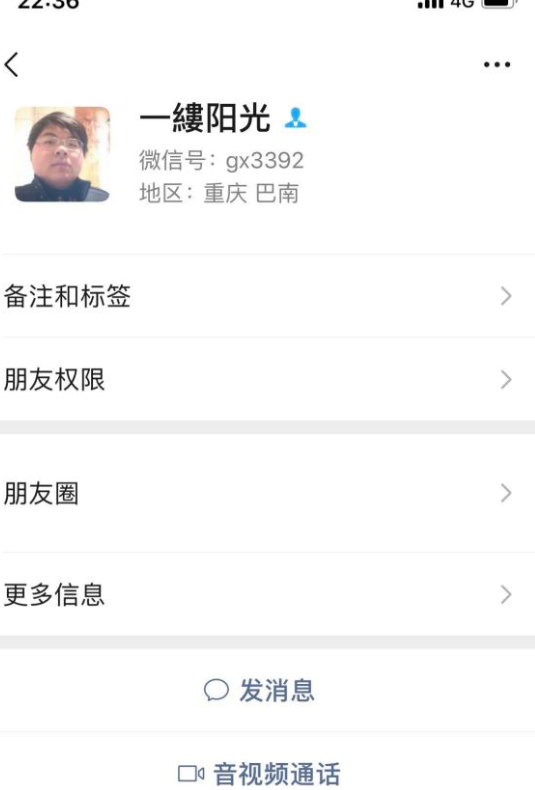 22:36
4G
一縷阳光
微信号：gx3392
地区：重庆 巴南
备注和标签
朋友权限
朋友圈
更多信息
发消息
音视频通话